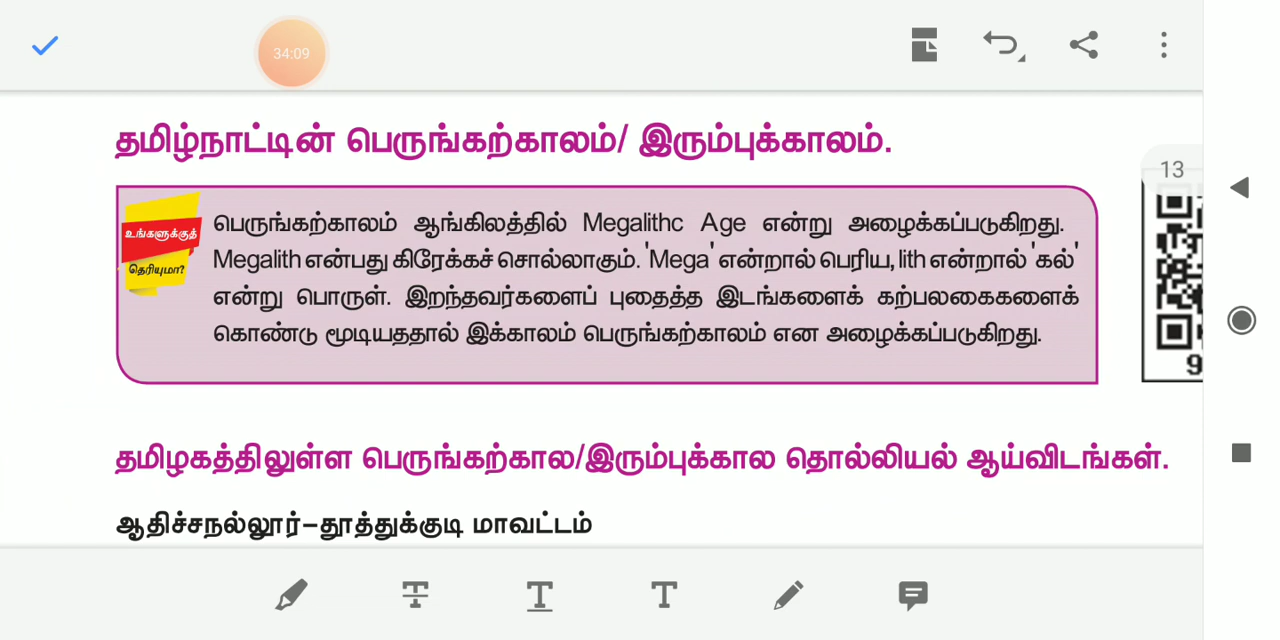 34:09
தமிழ்நாட்டின் பெருங்கற்காலம்/ இரும்புக்காலம்.
13
உங்களுக்குத்
தெரியுமா?
பெருங்கற்காலம் ஆங்கிலத்தில் Megalithc Age என்று அழைக்கப்படுகிறது.
Megalith என்பது கிரேக்கச் சொல்லாகும். 'Mega' என்றால் பெரிய, lith என்றால் 'கல்'
என்று பொருள். இறந்தவர்களைப் புதைத்த இடங்களைக் கற்பலகைகளைக்
கொண்டு மூடியததால் இக்காலம் பெருங்கற்காலம் என அழைக்கப்படுகிறது.
9
தமிழகத்திலுள்ள பெருங்கற்கால/இரும்புக்கால தொல்லியல் ஆய்விடங்கள்.
ஆதிச்சநல்லூர்–தூத்துக்குடி மாவட்டம்